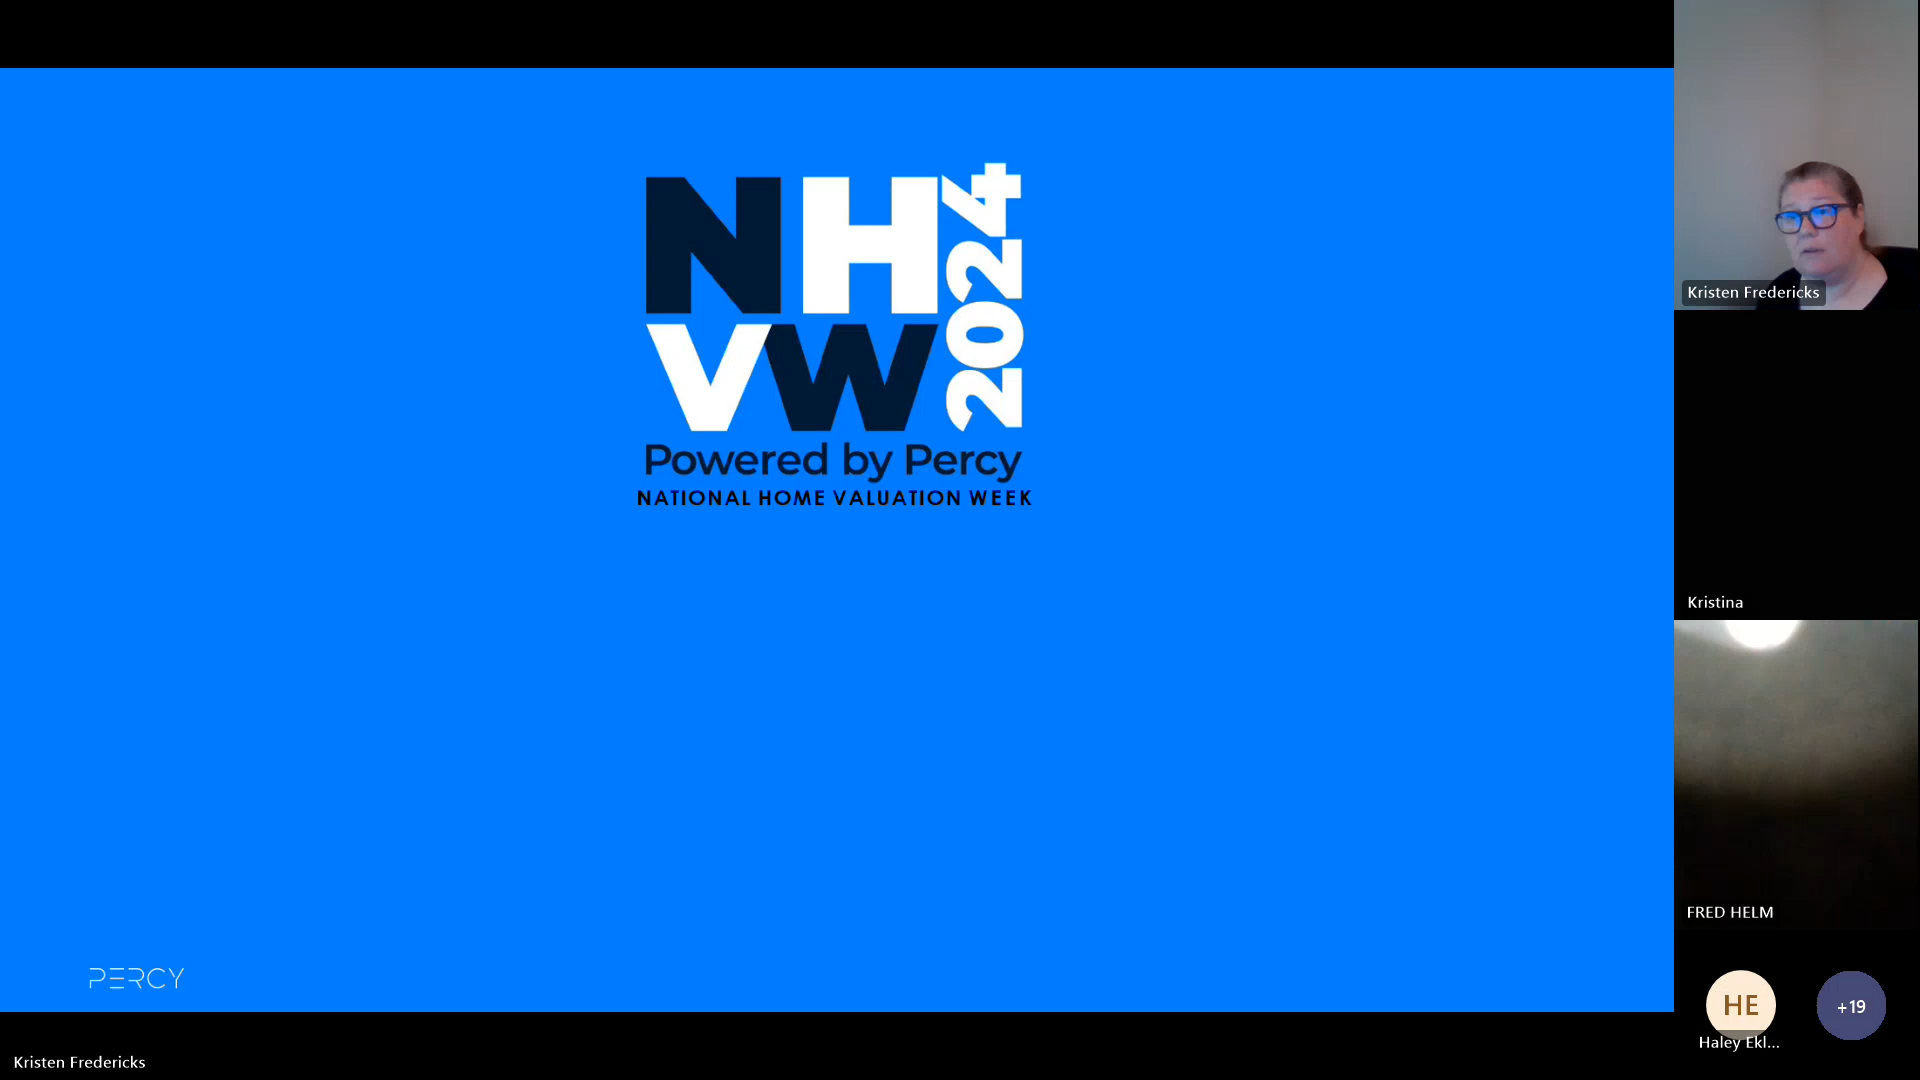 NH
VW
2024
Powered by Percy
NATIONAL HOME VALUATION WEEK
PERCY
Kristen Fredericks
Kristen Fredericks
Kristina
FRED HELM
HE
Haley Ekl...
+19